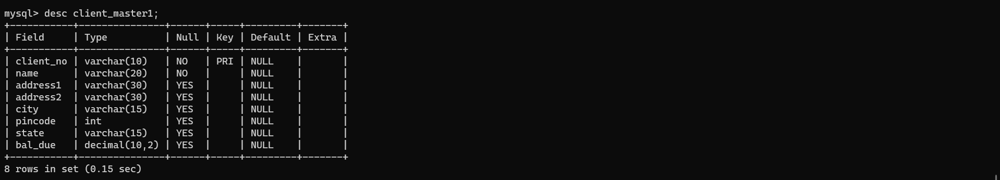 mysql> desc client_master1;
+-----------+---------------+------+-----+---------+-------+
| Field     | Type          | Null | Key | Default | Extra |
+-----------+---------------+------+-----+---------+-------+
| client_no | varchar(10)   | NO   | PRI | NULL    |       |
| name      | varchar(20)   | NO   |     | NULL    |       |
| address1  | varchar(30)   | YES  |     | NULL    |       |
| address2  | varchar(30)   | YES  |     | NULL    |       |
| city      | varchar(15)   | YES  |     | NULL    |       |
| pincode   | int           | YES  |     | NULL    |       |
| state     | varchar(15)   | YES  |     | NULL    |       |
| bal_due   | decimal(10,2) | YES  |     | NULL    |       |
+-----------+---------------+------+-----+---------+-------+
8 rows in set (0.15 sec)